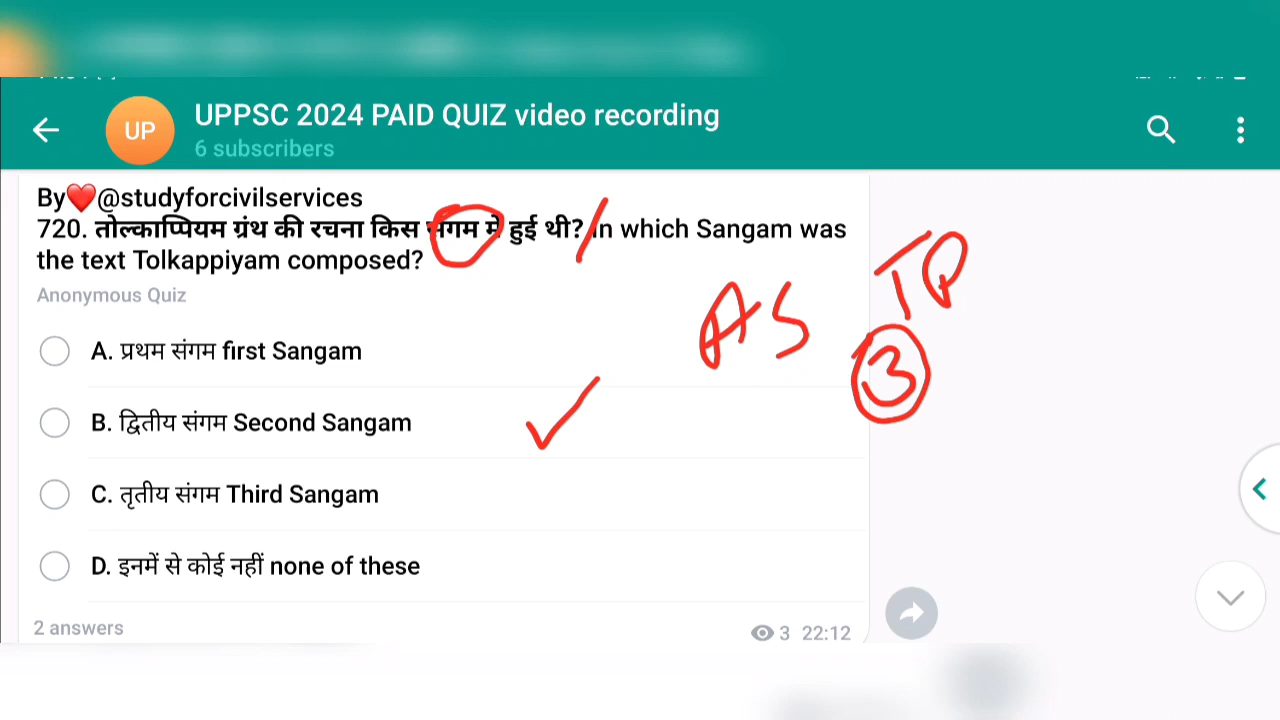 UP
UPPSC 2024 PAID QUIZ video recording
6 subscribers
By❤️@studyforcivilservices
720. तोल्काप्पियम ग्रंथ की रचना किस संगम मे हुई थी? In which Sangam was
the text Tolkappiyam composed?
Anonymous Quiz
AS
TP
3
A. प्रथम संगम first Sangam
B. द्वितीय संगम Second Sangam
C. तृतीय संगम Third Sangam
D. इनमें से कोई नहीं none of these
2 answers
3 22:12